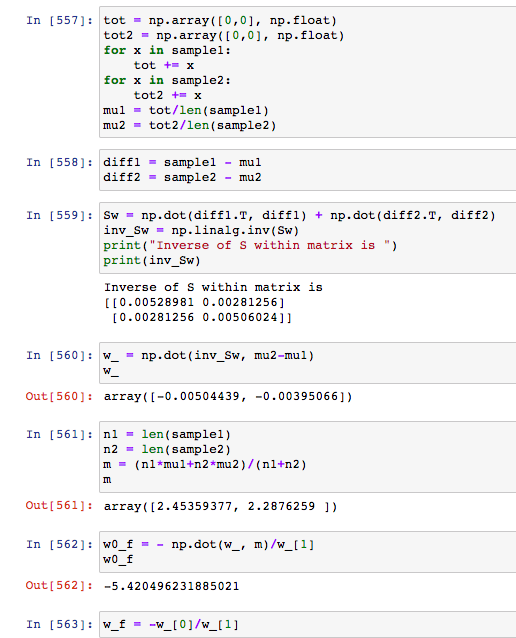 In [557]: tot = np.array([0,0], np.float)
tot2 = np.array([0,0], np.float)
for x in sample1:
    tot += x
for x in sample2:
    tot2 += x
mu1 = tot/len(sample1)
mu2 = tot2/len(sample2)
In [558]: diff1 = sample1 - mu1
diff2 = sample2 - mu2
In [559]: Sw = np.dot(diff1.T, diff1) + np.dot(diff2.T, diff2)
inv_Sw = np.linalg.inv(Sw)
print("Inverse of S within matrix is ")
print(inv_Sw)
Inverse of S within matrix is
[[0.00528981 0.00281256]
 [0.00281256 0.00506024]]
In [560]: w_ = np.dot(inv_Sw, mu2-mu1)
w_
Out[560]: array([-0.00504439, -0.00395066])
In [561]: n1 = len(sample1)
n2 = len(sample2)
m = (n1*mu1+n2*mu2)/(n1+n2)
m
Out[561]: array([2.45359377, 2.2876259 ])
In [562]: w0_f = - np.dot(w_, m)/w_[1]
w0_f
Out[562]: -5.420496231885021
In [563]: w_f = -w_[0]/w_[1]